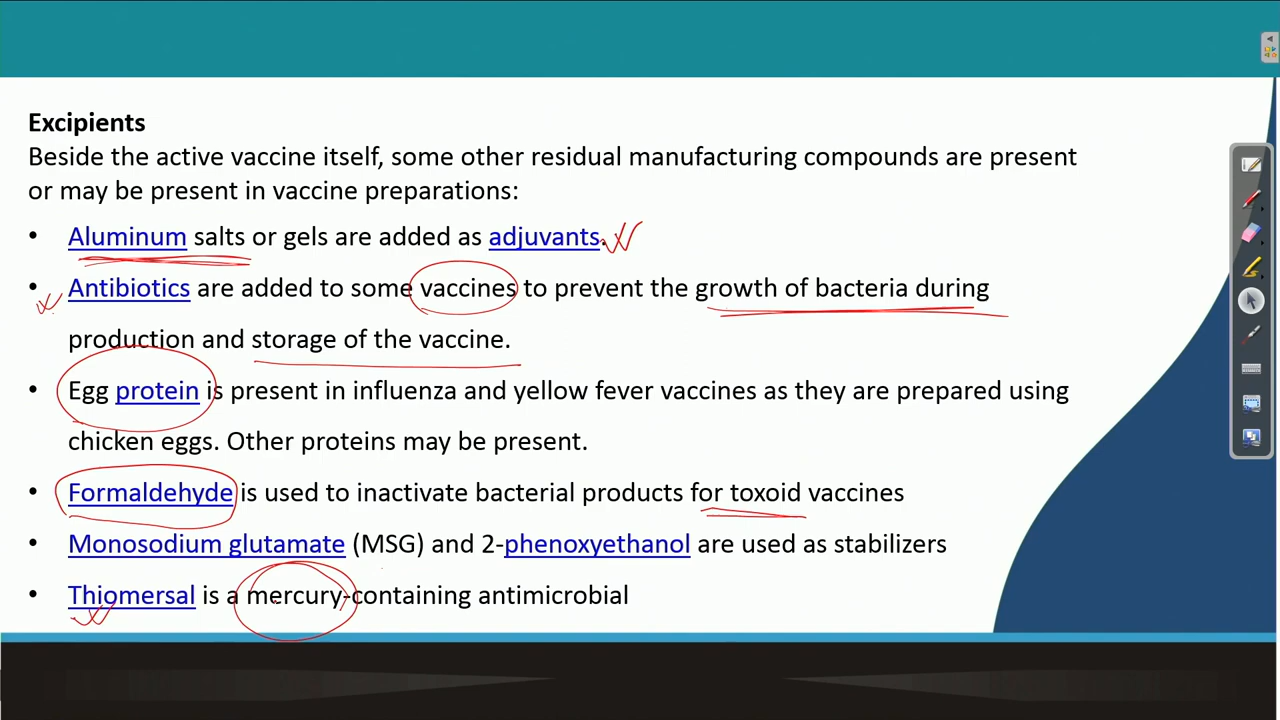 Excipients
Beside the active vaccine itself, some other residual manufacturing compounds are present
or may be present in vaccine preparations:
• Aluminum salts or gels are added as adjuvants.
• Antibiotics are added to some vaccines to prevent the growth of bacteria during
production and storage of the vaccine.
• Egg protein is present in influenza and yellow fever vaccines as they are prepared using
chicken eggs. Other proteins may be present.
• Formaldehyde is used to inactivate bacterial products for toxoid vaccines
• Monosodium glutamate (MSG) and 2-phenoxyethanol are used as stabilizers
• Thiomersal is a mercury-containing antimicrobial